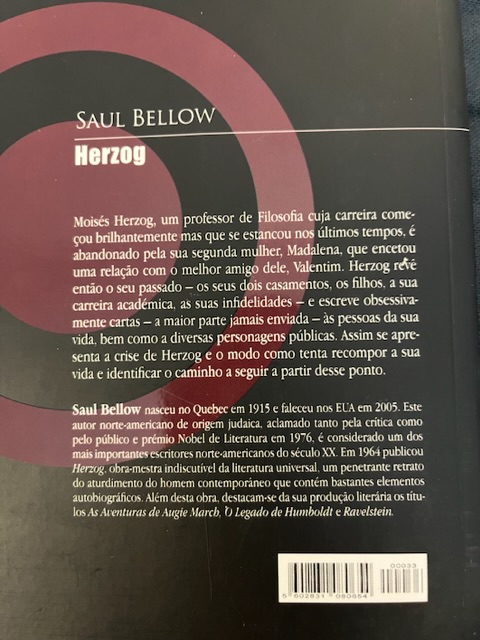 SAUL BELLOW
Herzog
Moisés Herzog, um professor de Filosofia cuja carreira come-
çou brilhantemente mas que se estancou nos últimos tempos, é
abandonado pela sua segunda mulher, Madalena, que encetou
uma relação com o melhor amigo dele, Valentim. Herzog revê
então o seu passado – os seus dois casamentos, os filhos, a sua
carreira académica, as suas infidelidades – e escreve obsessiva-
mente cartas – a maior parte jamais enviada – às pessoas da sua
vida, bem como a diversas personagens públicas. Assim se apre-
senta a crise de Herzog e o modo como tenta recompor a sua
vida e identificar o caminho a seguir a partir desse ponto.
Saul Bellow nasceu no Quebec em 1915 e faleceu nos EUA em 2005. Este
autor norte-americano de origem judaica, aclamado tanto pela crítica como
pelo público e prémio Nobel de Literatura em 1976, é considerado um dos
mais importantes escritores norte-americanos do século XX. Em 1964 publicou
Herzog, obra-mestra indiscutível da literatura universal, um penetrante retrato
do aturdimento do homem contemporâneo que contém bastantes elementos
autobiográficos. Além desta obra, destacam-se da sua produção literária os títu-
los As Aventuras de Augie March, O Legado de Humboldt e Ravelstein.
00033
5 602831 080654